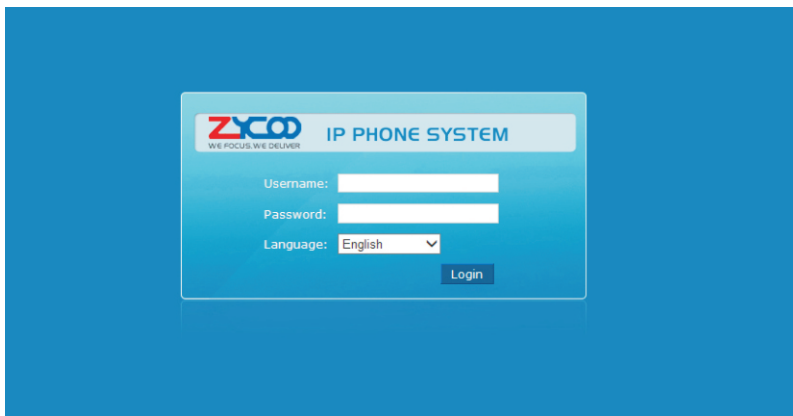 ZYCOO
WE FOCUS. WE DELIVER
IP PHONE SYSTEM
Username:
Password:
Language: English
Login